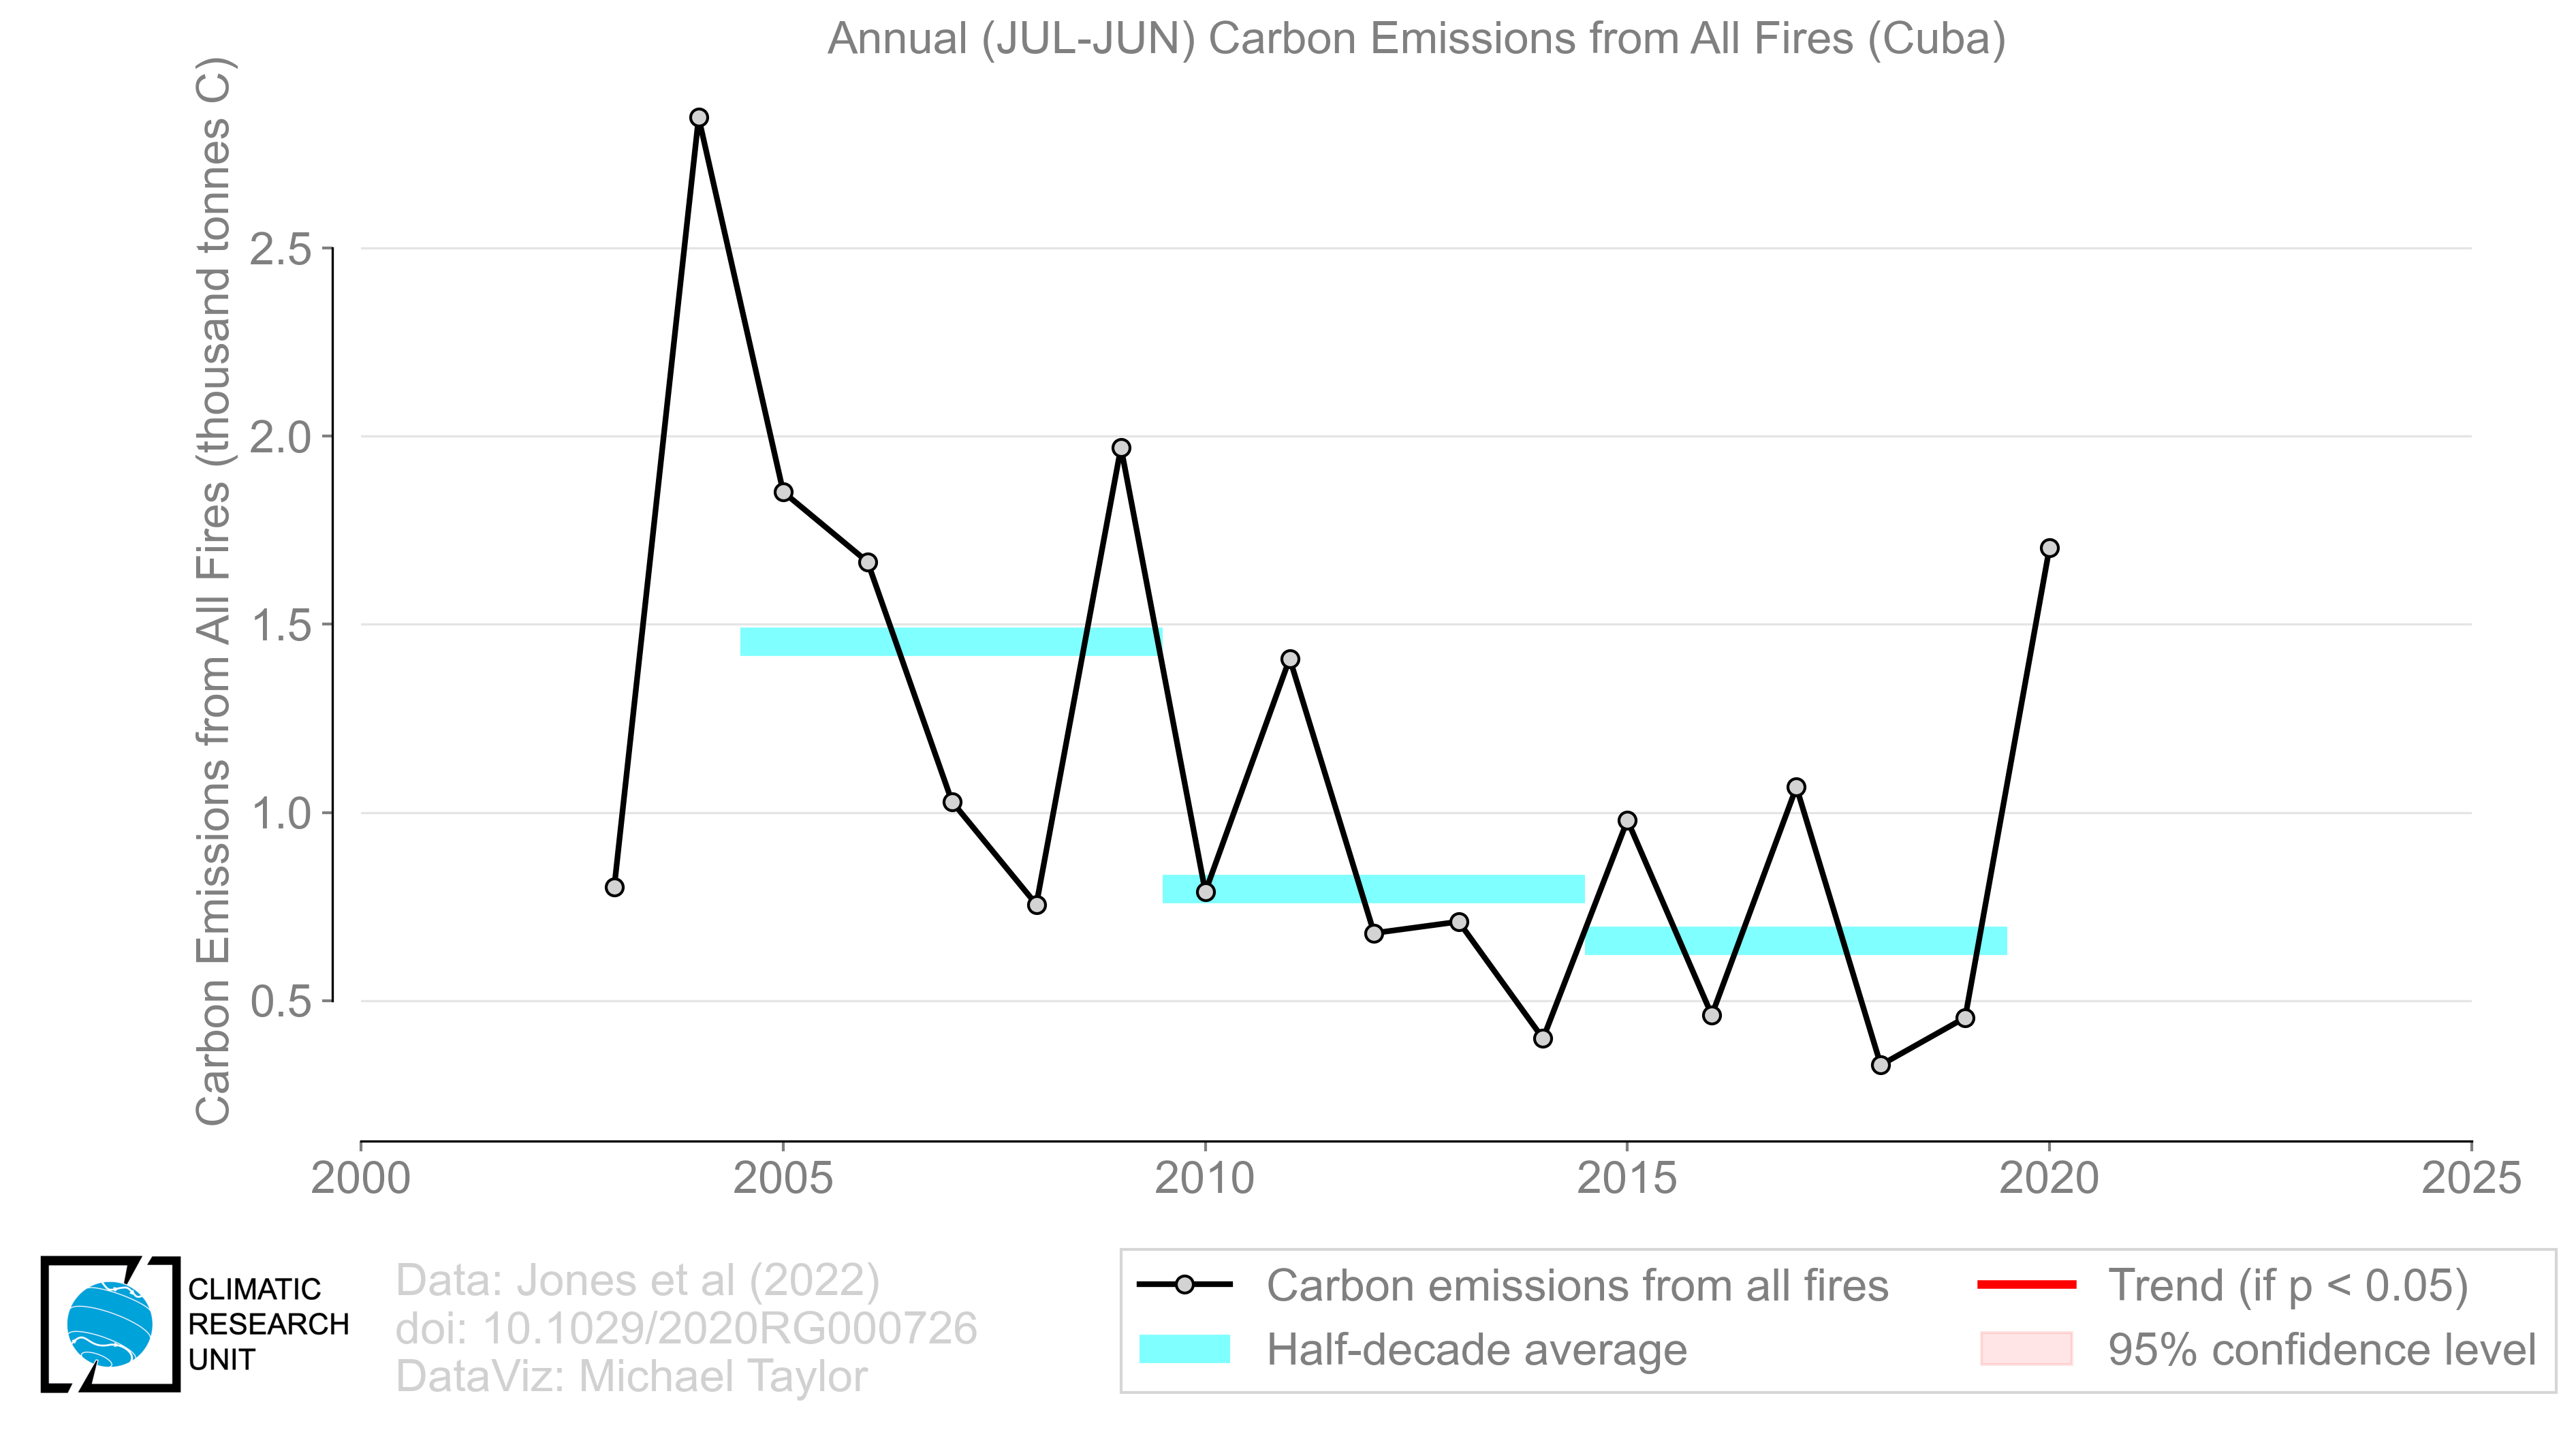 Annual (JUL-JUN) Carbon Emissions from All Fires (Cuba)
Carbon Emissions from All Fires (thousand tonnes C)
2.5
2.0
1.5
1.0
0.5
2000
2005
2010
2015
2020
2025
CLIMATIC
RESEARCH
UNIT
Data: Jones et al (2022)
doi: 10.1029/2020RG000726
DataViz: Michael Taylor
Carbon emissions from all fires
Half-decade average
Trend (if p < 0.05)
95% confidence level